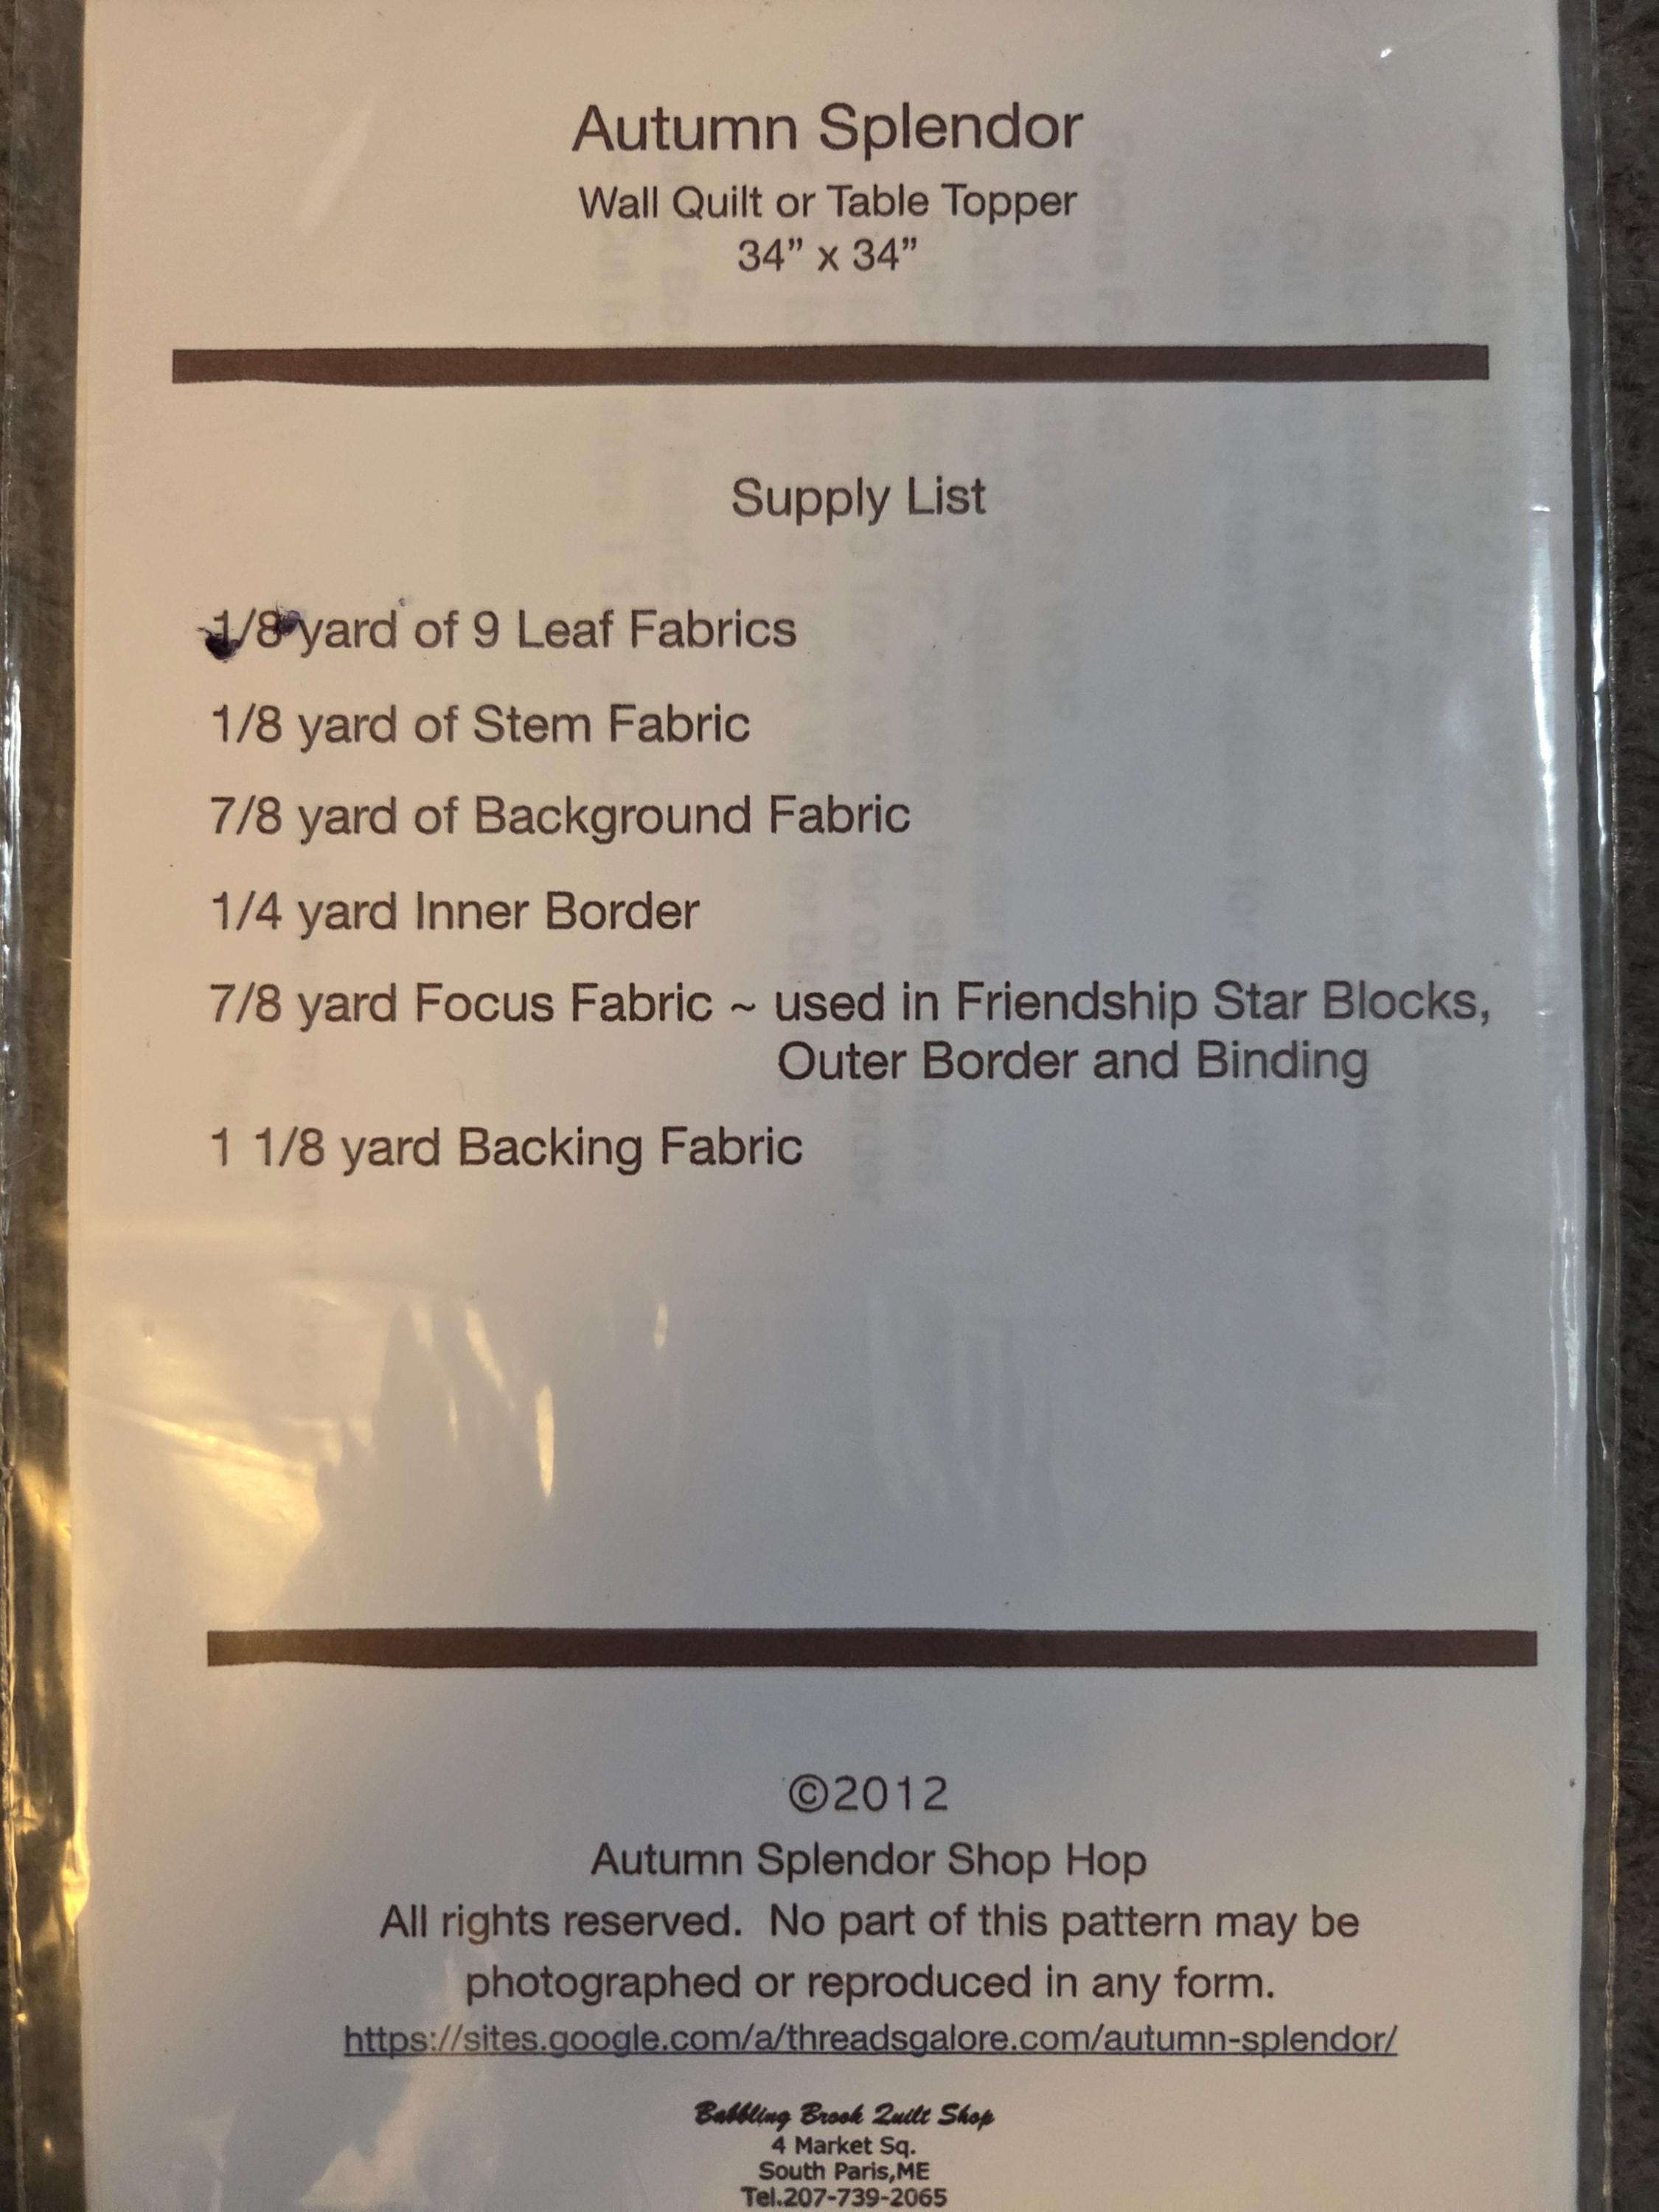 Autumn Splendor
Wall Quilt or Table Topper
34” x 34”
Supply List
1/8 yard of 9 Leaf Fabrics
1/8 yard of Stem Fabric
7/8 yard of Background Fabric
1/4 yard Inner Border
7/8 yard Focus Fabric ~ used in Friendship Star Blocks,
Outer Border and Binding
1 1/8 yard Backing Fabric
©2012
Autumn Splendor Shop Hop
All rights reserved.  No part of this pattern may be
photographed or reproduced in any form.
https://sites.google.com/a/threadsgalore.com/autumn-splendor/
Babbling Brook Quilt Shop
4 Market Sq.
South Paris,ME
Tel.207-739-2065